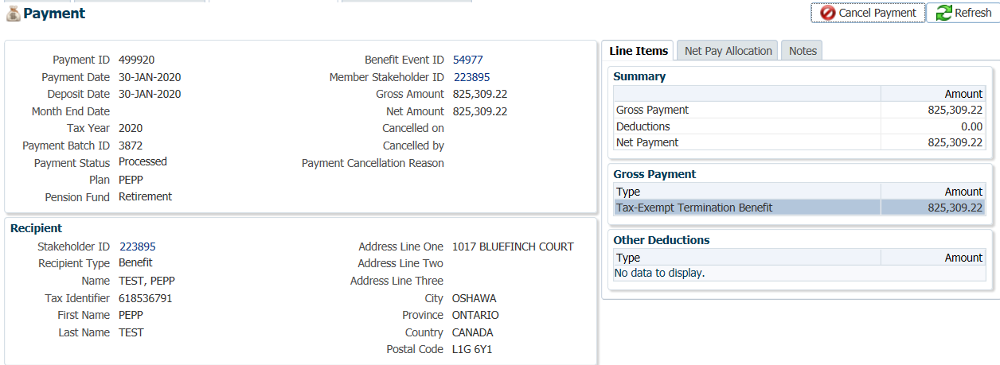 Payment
Cancel Payment
Refresh
Payment ID 499920
Payment Date 30-JAN-2020
Deposit Date 30-JAN-2020
Month End Date
Tax Year 2020
Payment Batch ID 3872
Payment Status Processed
Plan PEPP
Pension Fund Retirement
Benefit Event ID 54977
Member Stakeholder ID 223895
Gross Amount 825,309.22
Net Amount 825,309.22
Cancelled on
Cancelled by
Payment Cancellation Reason
Recipient
Stakeholder ID 223895
Recipient Type Benefit
Name TEST, PEPP
Tax Identifier 618536791
First Name PEPP
Last Name TEST
Address Line One 1017 BLUEFINCH COURT
Address Line Two
Address Line Three
City OSHAWA
Province ONTARIO
Country CANADA
Postal Code L1G 6Y1
Line Items Net Pay Allocation Notes
Summary
Amount
Gross Payment 825,309.22
Deductions 0.00
Net Payment 825,309.22
Gross Payment
Type Amount
Tax-Exempt Termination Benefit 825,309.22
Other Deductions
Type Amount
No data to display.